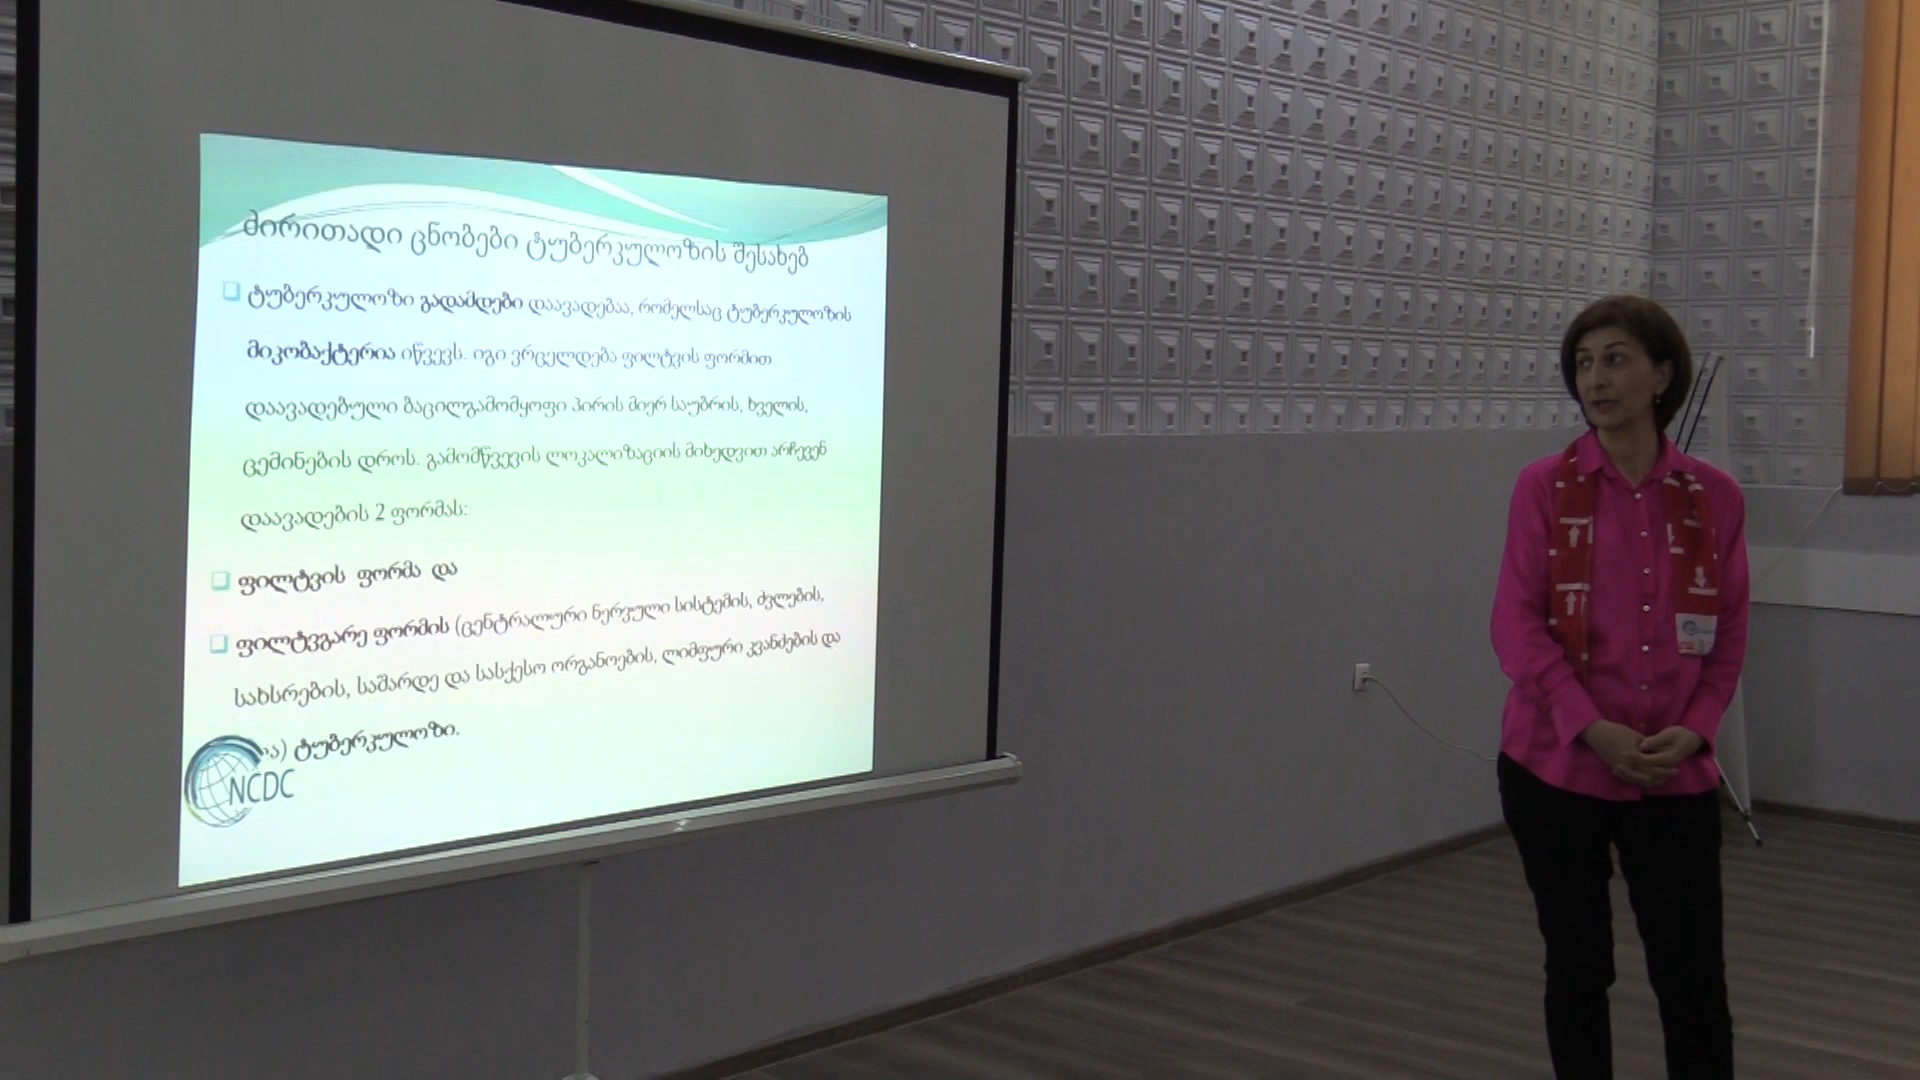 ძირითადი ცნობები ტუბერკულოზის შესახებ
ტუბერკულოზი გადამდები დაავადებაა, რომელსაც ტუბერკულოზის
მიკობაქტერია იწვევს. იგი ვრცელდება ფილტვის ფორმით
დაავადებული ბაცილგამომყოფი პირის მიერ საუბრის, ხველის,
ცემინების დროს. გამომწვევის ლოკალიზაციის მიხედვით არჩევენ
დაავადების 2 ფორმას:
ფილტვის ფორმა და
ფილტვგარე ფორმის (ცენტრალური ნერვული სისტემის, ძვლების,
სახსრების, საშარდე და სასქესო ორგანოების, ლიმფური კვანძების და
ტუბერკულოზი.
NCDC